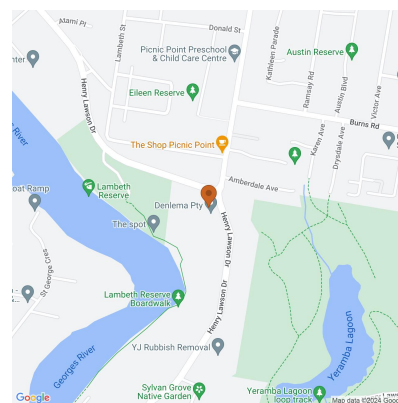 Atami Pl
Lambeth St
Donald St
Picnic Point Preschool
& Child Care Centre
Kathleen Parade
Austin Reserve
nter
Ramsay Rd
Austin Blvd
Victor Ave
Eileen Reserve
Henry Lawson Dr
Burns Rd
River
The Shop Picnic Point
Karen Ave
Drysdale Ave
oat Ramp
Lambeth
Reserve
Amberdale Ave
Denlema Pty
The spot
Henry Lawson Dr
St George Cres
Lambeth Reserve
Boardwalk
Henry Lawson Dr
Georges River
YJ Rubbish Removal
Yeramba Lagoon
Sylvan Grove
Native Garden
Yeramba Lagoon
loop track
Google
Map data ©2024 Goo